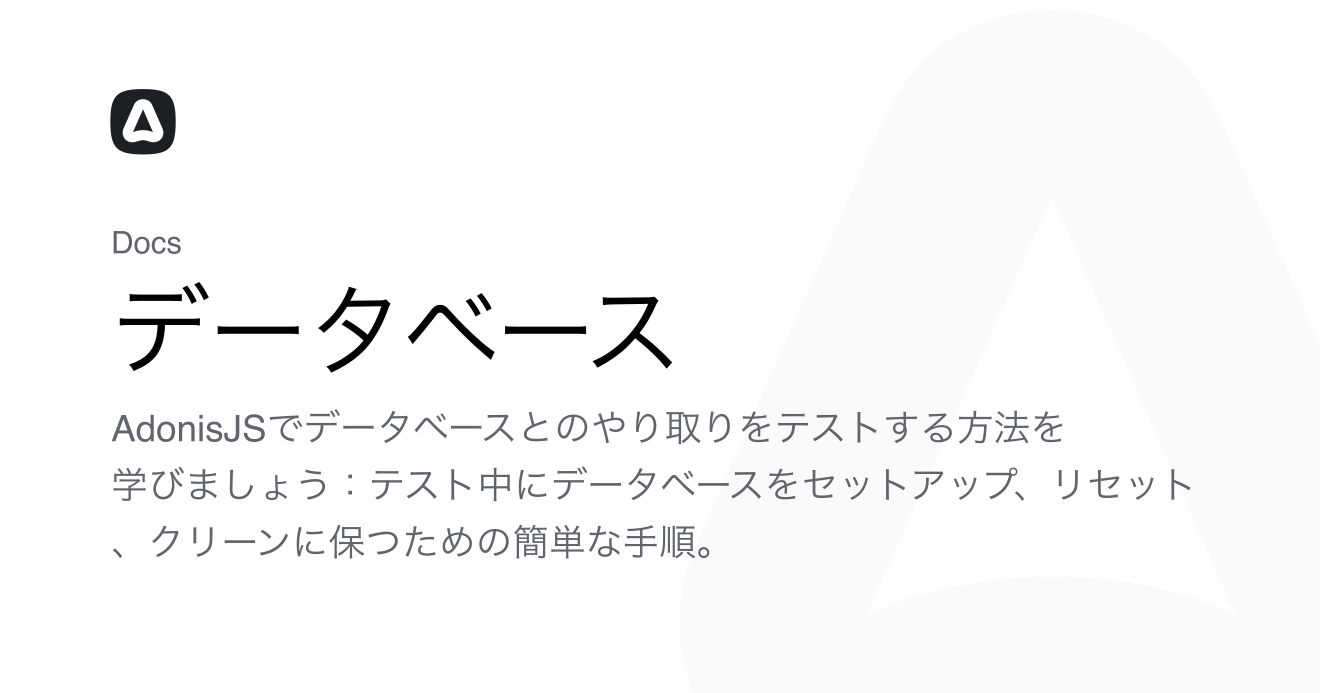 Docs
データベース
AdonisJSでデータベースとのやり取りをテストする方法を
学びましょう：テスト中にデータベースをセットアップ、リセット
、クリーンに保つための簡単な手順。